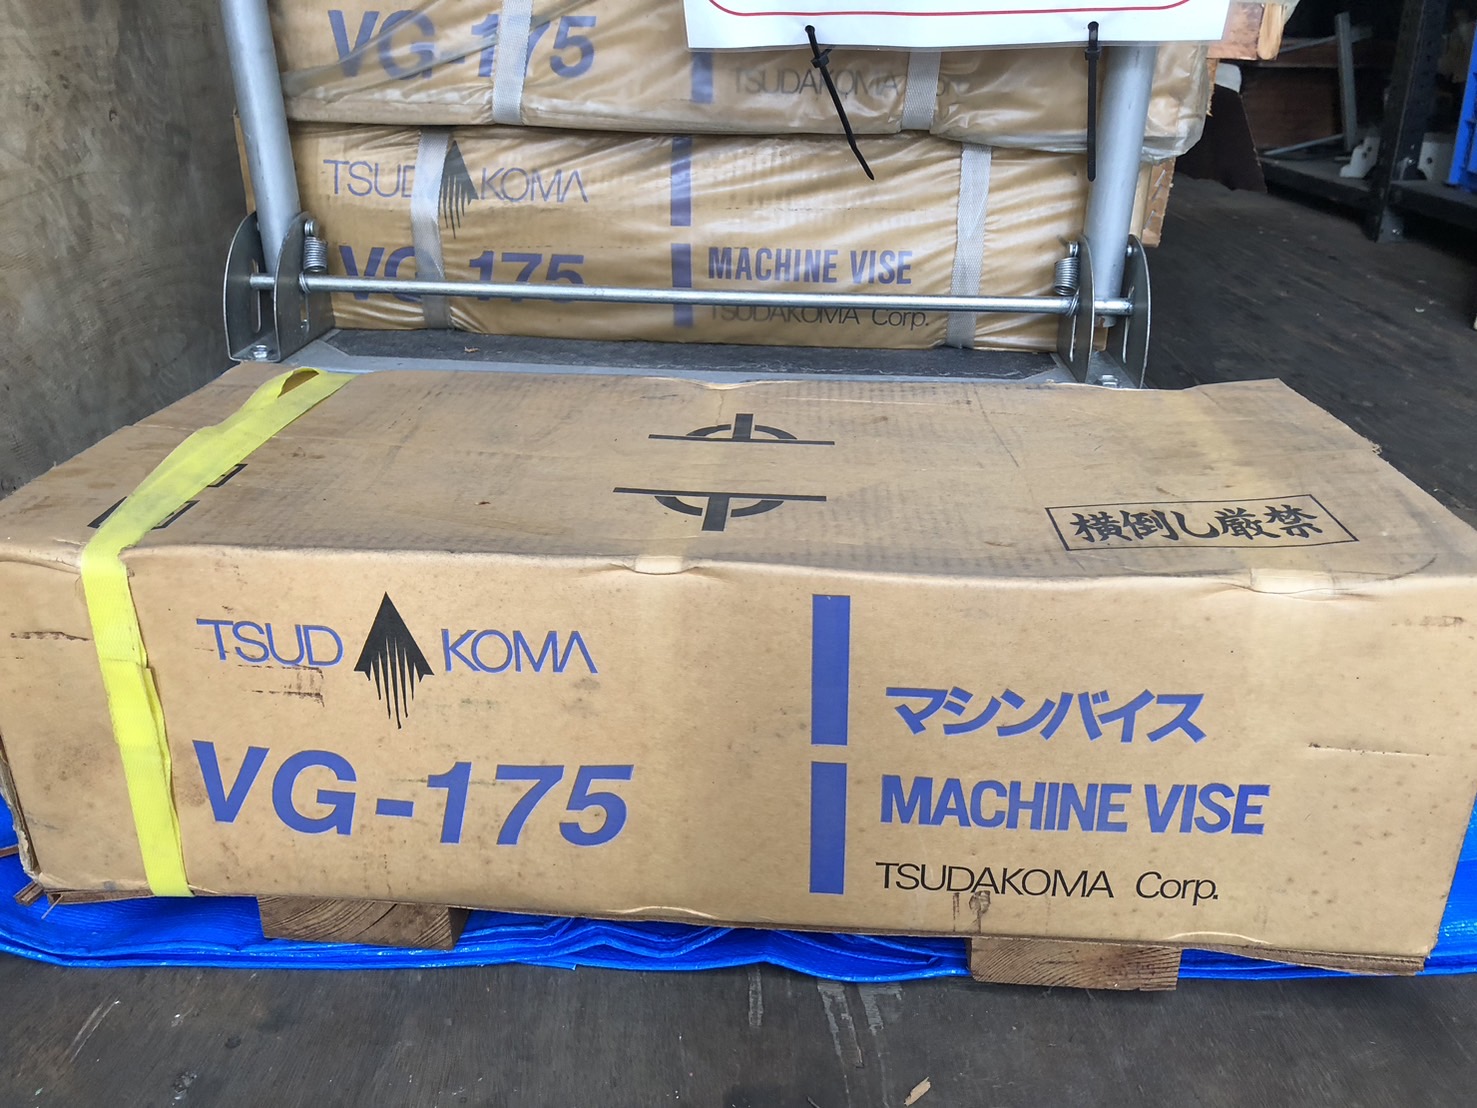 VG-175
TSUDAKOMA Corp.
TSUDAKOMA
VG-175
MACHINE VISE
TSUDAKOMA Corp.
横倒し厳禁
TSUDAKOMA
VG-175
マシンバイス
MACHINE VISE
TSUDAKOMA Corp.